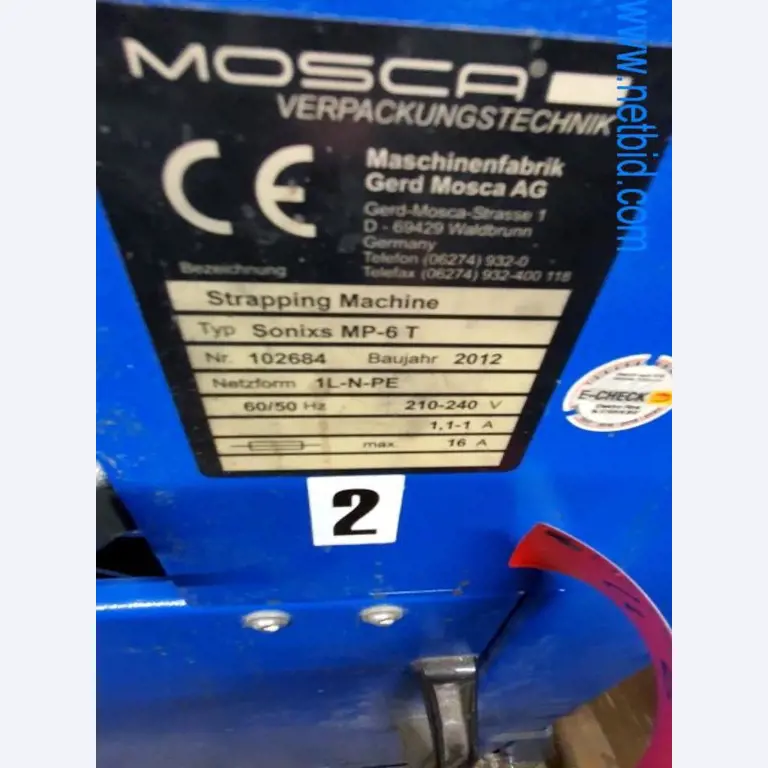 MOSCA®
VERPACKUNGSTECHNIK
CE
Maschinenfabrik
Gerd Mosca AG
Gerd-Mosca-Strasse 1
D - 69429 Waldbrunn
Germany
Telefon (06274) 932-0
Telefax (06274) 932-400 118
Bezeichnung
Strapping Machine
Typ Sonixs MP-6 T
Nr. 102684 Baujahr 2012
Netzform 1L-N-PE
60/50 Hz 210-240 V
1,1-1 A
max. 16 A
E-CHECK
2
www.netbid.com